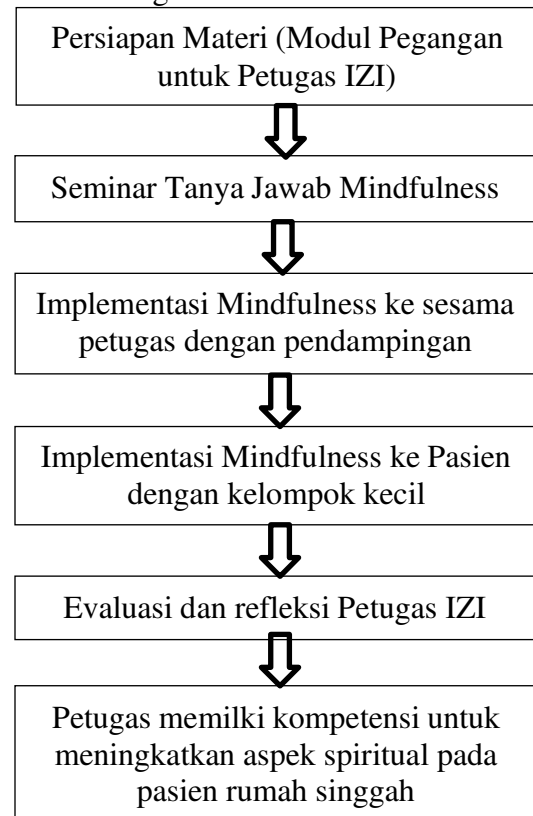 Persiapan Materi (Modul Pegangan
untuk Petugas IZI)
Seminar Tanya Jawab Mindfulness
Implementasi Mindfulness ke sesama
petugas dengan pendampingan
Implementasi Mindfulness ke Pasien
dengan kelompok kecil
Evaluasi dan refleksi Petugas IZI
Petugas memilki kompetensi untuk
meningkatkan aspek spiritual pada
pasien rumah singgah